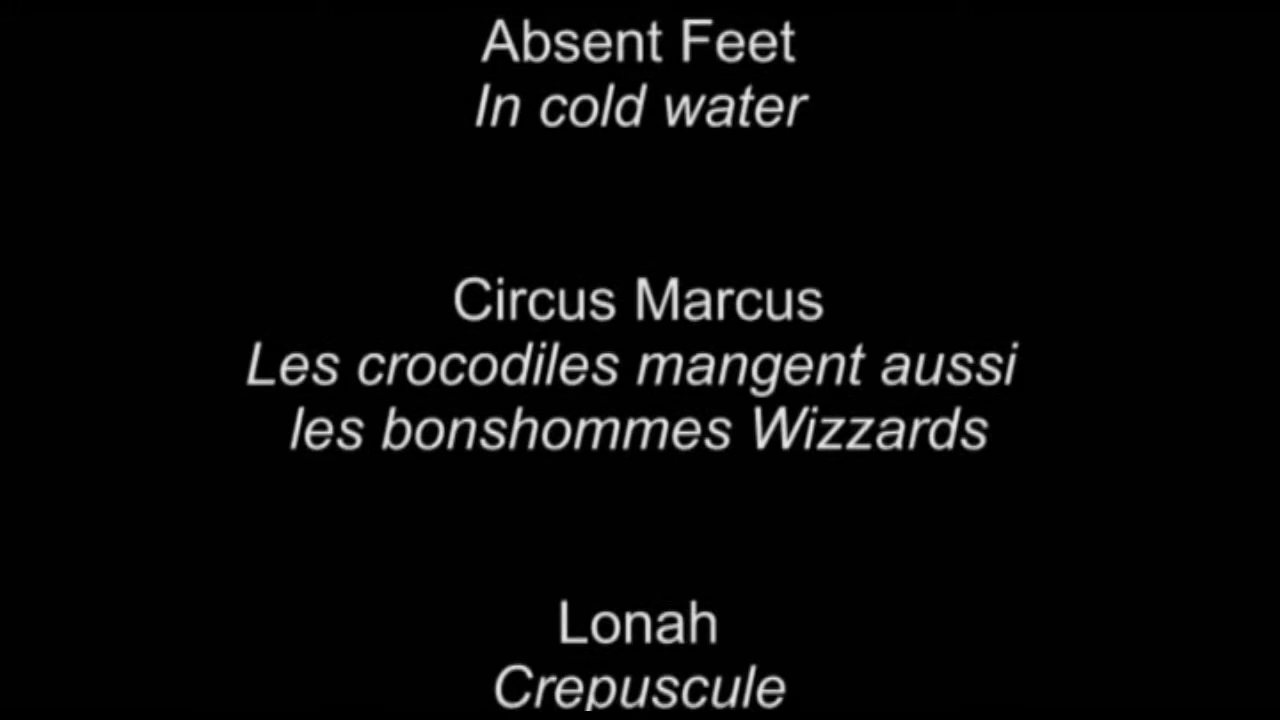 Absent Feet
In cold water
Circus Marcus
Les crocodiles mangent aussi
les bonshommes Wizzards
Lonah
Crepuscule